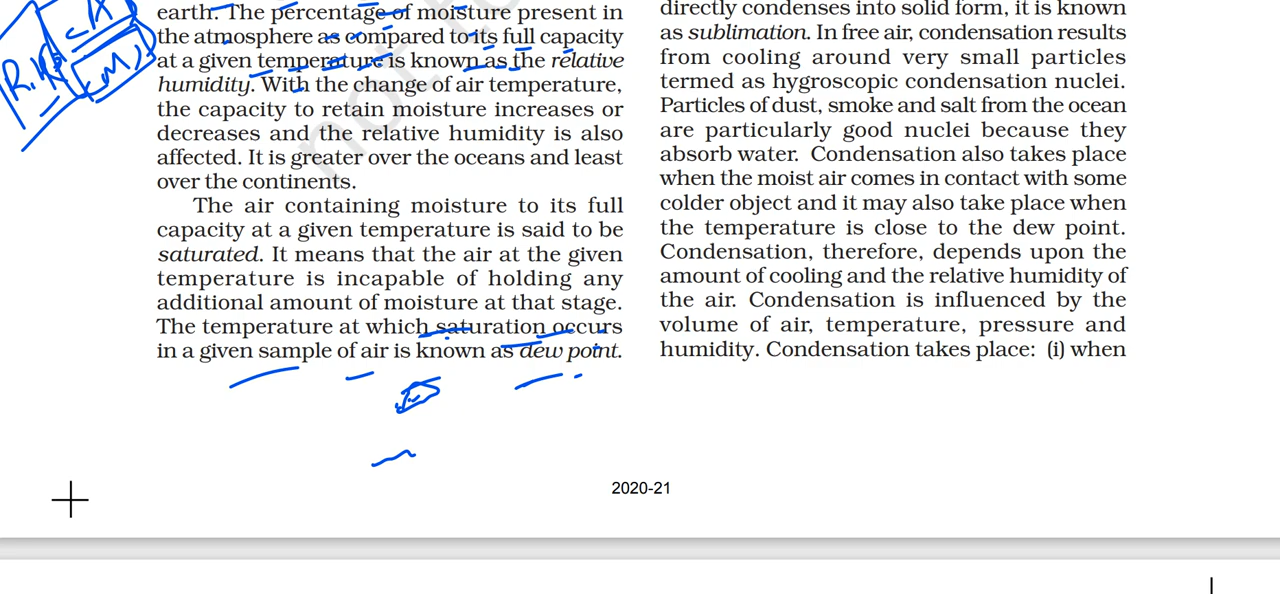 earth. The percentage of moisture present in
the atmosphere as compared to its full capacity
at a given temperature is known as the relative
humidity. With the change of air temperature,
the capacity to retain moisture increases or
decreases and the relative humidity is also
affected. It is greater over the oceans and least
over the continents.
The air containing moisture to its full
capacity at a given temperature is said to be
saturated. It means that the air at the given
temperature is incapable of holding any
additional amount of moisture at that stage.
The temperature at which saturation occurs
in a given sample of air is known as dew point.
directly condenses into solid form, it is known
as sublimation. In free air, condensation results
from cooling around very small particles
termed as hygroscopic condensation nuclei.
Particles of dust, smoke and salt from the ocean
are particularly good nuclei because they
absorb water. Condensation also takes place
when the moist air comes in contact with some
colder object and it may also take place when
the temperature is close to the dew point.
Condensation, therefore, depends upon the
amount of cooling and the relative humidity of
the air. Condensation is influenced by the
volume of air, temperature, pressure and
humidity. Condensation takes place: (i) when
2020-21